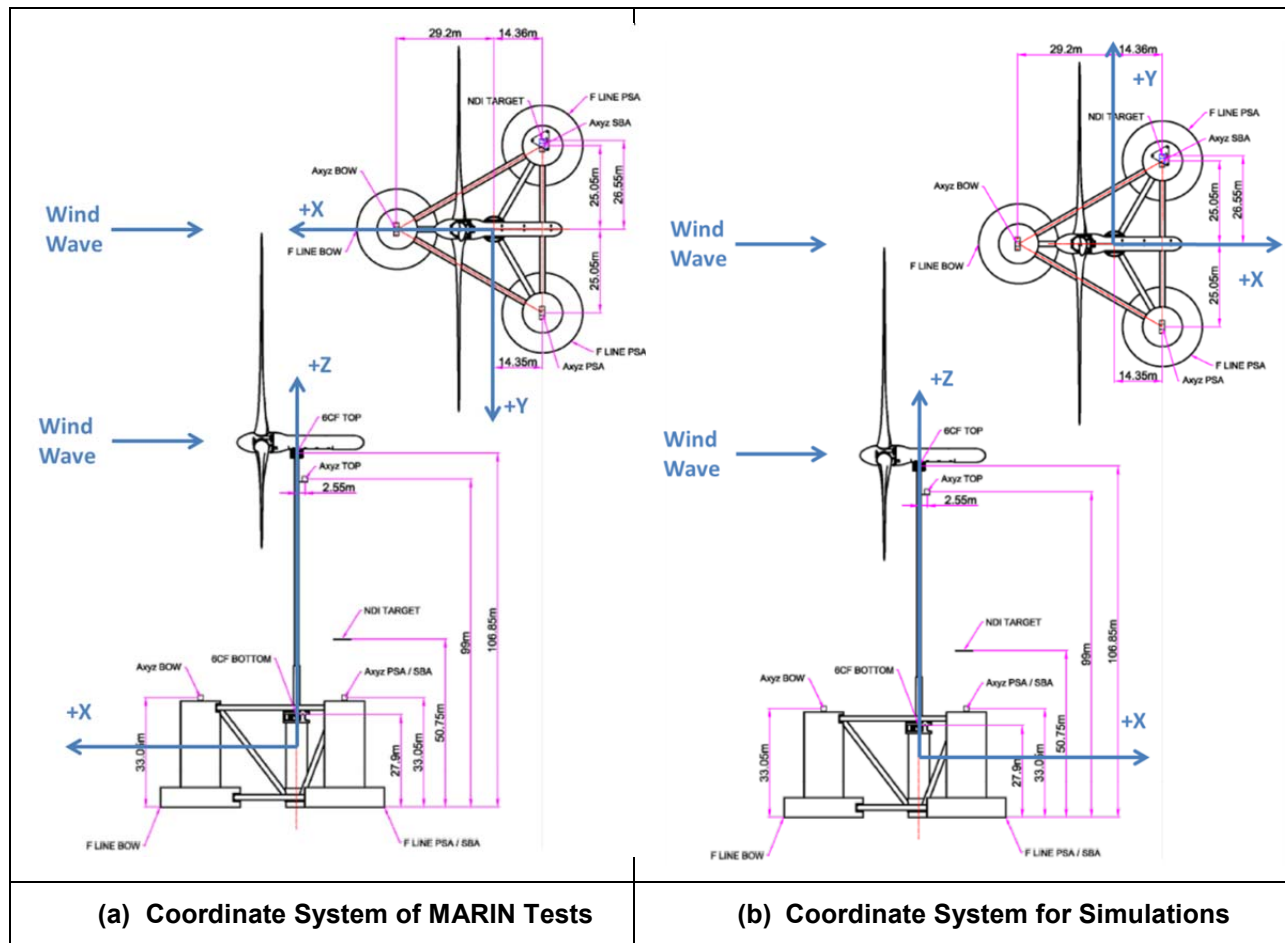 29.2m 14.36m
F LINE PSA
NDI TARGET
Axyz SBA
Axyz BOW
25.05m
26.55m
Wind
Wave
+X
F LINE BOW
25.05m
F LINE PSA
14.35m
Axyz PSA
+Y
+Z
6CF TOP
Wind
Wave
Axyz TOP
2.55m
NDI TARGET
106.85m
99m
6CF BOTTOM
Axyz PSA / SBA
Axyz BOW
+X
50.75m
33.05m
27.9m
33.05m
F LINE BOW
F LINE PSA / SBA
(a) Coordinate System of MARIN Tests
29.2m 14.36m
+Y
F LINE PSA
NDI TARGET
Axyz SBA
Axyz BOW
25.05m
26.55m
Wind
Wave
F LINE BOW
+X
25.05m
F LINE PSA
14.35m
Axyz PSA
+Z
6CF TOP
Wind
Wave
Axyz TOP
2.55m
NDI TARGET
106.85m
99m
6CF BOTTOM
Axyz PSA / SBA
Axyz BOW
+X
50.75m
33.05m
27.9m
33.05m
F LINE BOW
F LINE PSA / SBA
(b) Coordinate System for Simulations